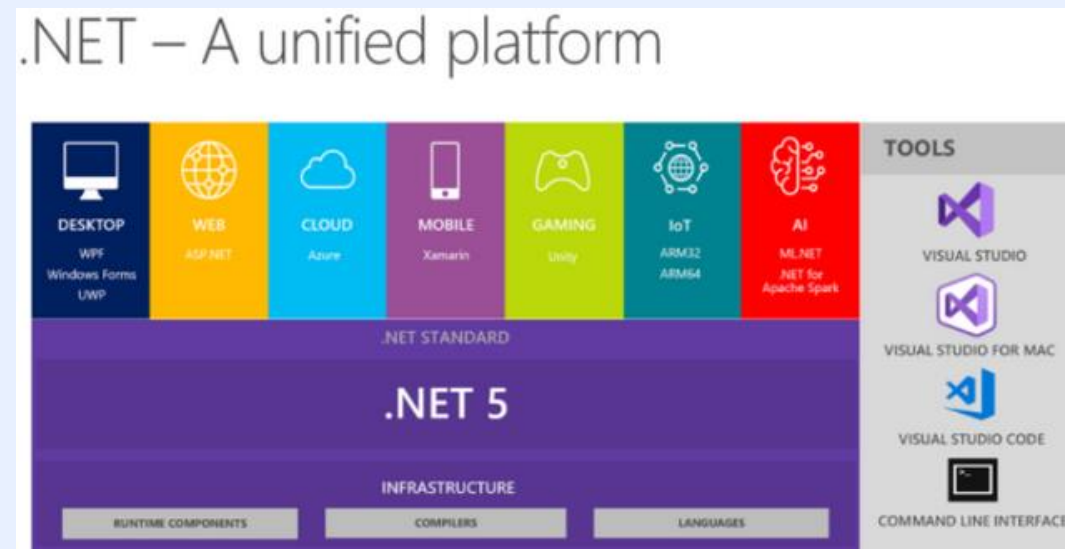 .NET – A unified platform
DESKTOP
WPF
Windows Forms
UWP
WEB
ASP.NET
CLOUD
Azure
MOBILE
Xamarin
GAMING
Unity
IoT
ARM32
ARM64
AI
ML.NET
.NET for
Apache Spark
.NET STANDARD
.NET 5
INFRASTRUCTURE
RUNTIME COMPONENTS
COMPILERS
LANGUAGES
TOOLS
VISUAL STUDIO
VISUAL STUDIO FOR MAC
VISUAL STUDIO CODE
COMMAND LINE INTERFACE